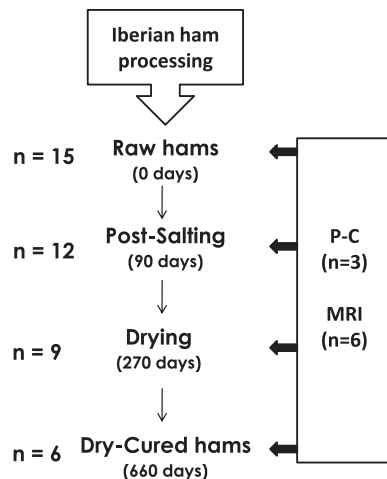 Iberian ham
processing
n = 15
Raw hams
(0 days)
n = 12
Post-Salting
(90 days)
n = 9
Drying
(270 days)
n = 6
Dry-Cured hams
(660 days)
P-C
(n=3)
MRI
(n=6)